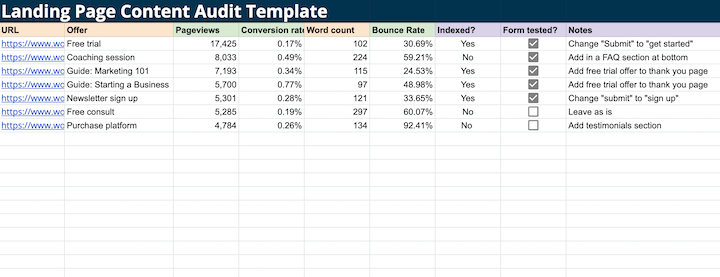 Landing Page Content Audit Template
URL Offer Pageviews Conversion rate Word count Bounce Rate Indexed? Form tested? Notes
https://www.wc Free trial 17,425 0.17% 102 30.69% Yes Change "Submit" to "get started"
https://www.wc Coaching session 8,033 0.49% 224 59.21% No Add in a FAQ section at bottom
https://www.wc Guide: Marketing 101 7,193 0.34% 115 24.53% Yes Add free trial offer to thank you page
https://www.wc Guide: Starting a Business 5,700 0.77% 97 48.98% Yes Add free trial offer to thank you page
https://www.wc Newsletter sign up 5,301 0.28% 121 33.65% Yes Change "submit" to "sign up"
https://www.wc Free consult 5,285 0.19% 297 60.07% No Leave as is
https://www.wc Purchase platform 4,784 0.26% 134 92.41% No Add testimonials section